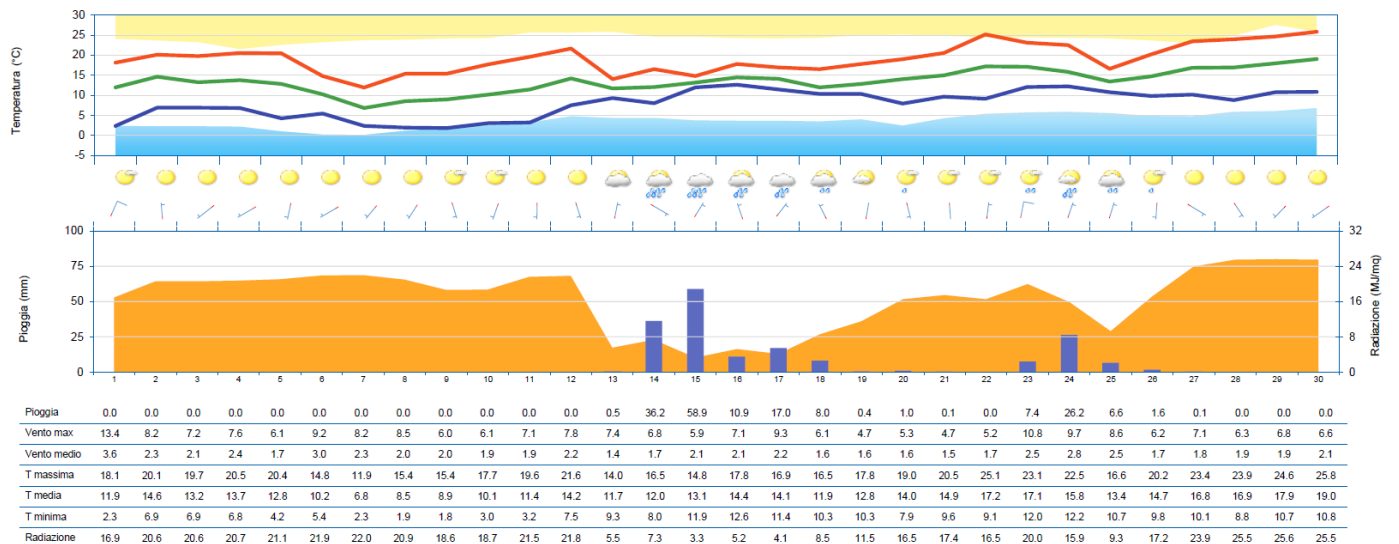 30
25
20
15
10
5
0
-5
Temperatura (°C)
100 32
75 24
50 16
25 8
0 0
Pioggia (mm)
Radiazione (MJ/mq)
1 2 3 4 5 6 7 8 9 10 11 12 13 14 15 16 17 18 19 20 21 22 23 24 25 26 27 28 29 30
Pioggia 0.0 0.0 0.0 0.0 0.0 0.0 0.0 0.0 0.0 0.0 0.0 0.0 0.5 36.2 58.9 10.9 17.0 8.0 0.4 1.0 0.1 0.0 7.4 26.2 6.6 1.6 0.1 0.0 0.0 0.0
Vento max 13.4 8.2 7.2 7.6 6.1 9.2 8.2 8.5 6.0 6.1 7.1 7.8 7.4 6.8 5.9 7.1 9.3 6.1 4.7 5.3 4.7 5.2 10.8 9.7 8.6 6.2 7.1 6.3 6.8 6.6
Vento medio 3.6 2.3 2.1 2.4 1.7 3.0 2.3 2.0 2.0 1.9 1.9 2.2 1.4 1.7 2.1 2.1 2.2 1.6 1.6 1.6 1.5 1.7 2.5 2.8 2.5 1.7 1.8 1.9 1.9 2.1
T massima 18.1 20.1 19.7 20.5 20.4 14.8 11.9 15.4 15.4 17.7 19.6 21.6 14.0 16.5 14.8 17.8 16.9 16.5 17.8 19.0 20.5 25.1 23.1 22.5 16.6 20.2 23.4 23.9 24.6 25.8
T media 11.9 14.6 13.2 13.7 12.8 10.2 6.8 8.5 8.9 10.1 11.4 14.2 11.7 12.0 13.1 14.4 14.1 11.9 12.8 14.0 14.9 17.2 17.1 15.8 13.4 14.7 16.8 16.9 17.9 19.0
T minima 2.3 6.9 6.9 6.8 4.2 5.4 2.3 1.9 1.8 3.0 3.2 7.5 9.3 8.0 11.9 12.6 11.4 10.3 10.3 7.9 9.6 9.1 12.0 12.2 10.7 9.8 10.1 8.8 10.7 10.8
Radiazione 16.9 20.6 20.6 20.7 21.1 21.9 22.0 20.9 18.6 18.7 21.5 21.8 5.5 7.3 3.3 5.2 4.1 8.5 11.5 16.5 17.4 16.5 20.0 15.9 9.3 17.2 23.9 25.5 25.6 25.5